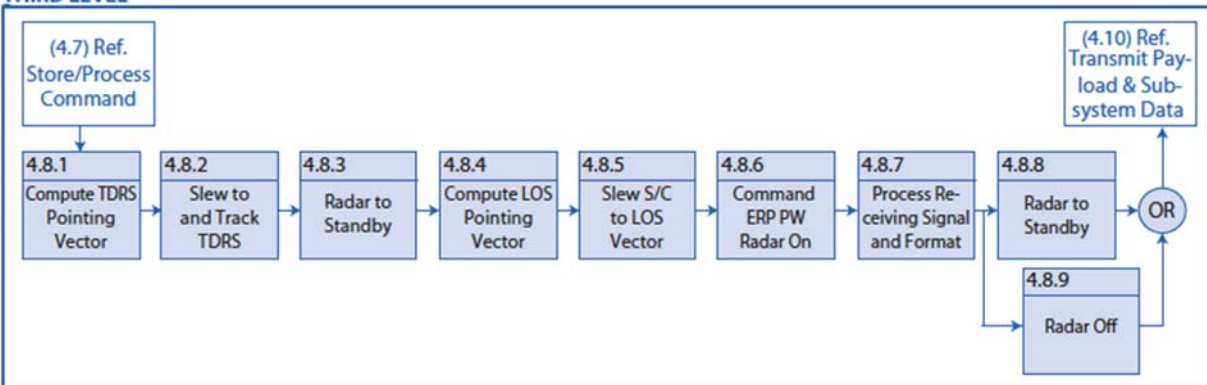 THIRD LEVEL
(4.7) Ref.
Store/Process
Command
(4.10) Ref.
Transmit Pay-
load & Sub-
system Data
4.8.1
Compute TDRS
Pointing
Vector
4.8.2
Slew to
and Track
TDRS
4.8.3
Radar to
Standby
4.8.4
Compute LOS
Pointing
Vector
4.8.5
Slew S/C
to LOS
Vector
4.8.6
Command
ERP PW
Radar On
4.8.7
Process Re-
ceiving Signal
and Format
4.8.8
Radar to
Standby
OR
4.8.9
Radar Off